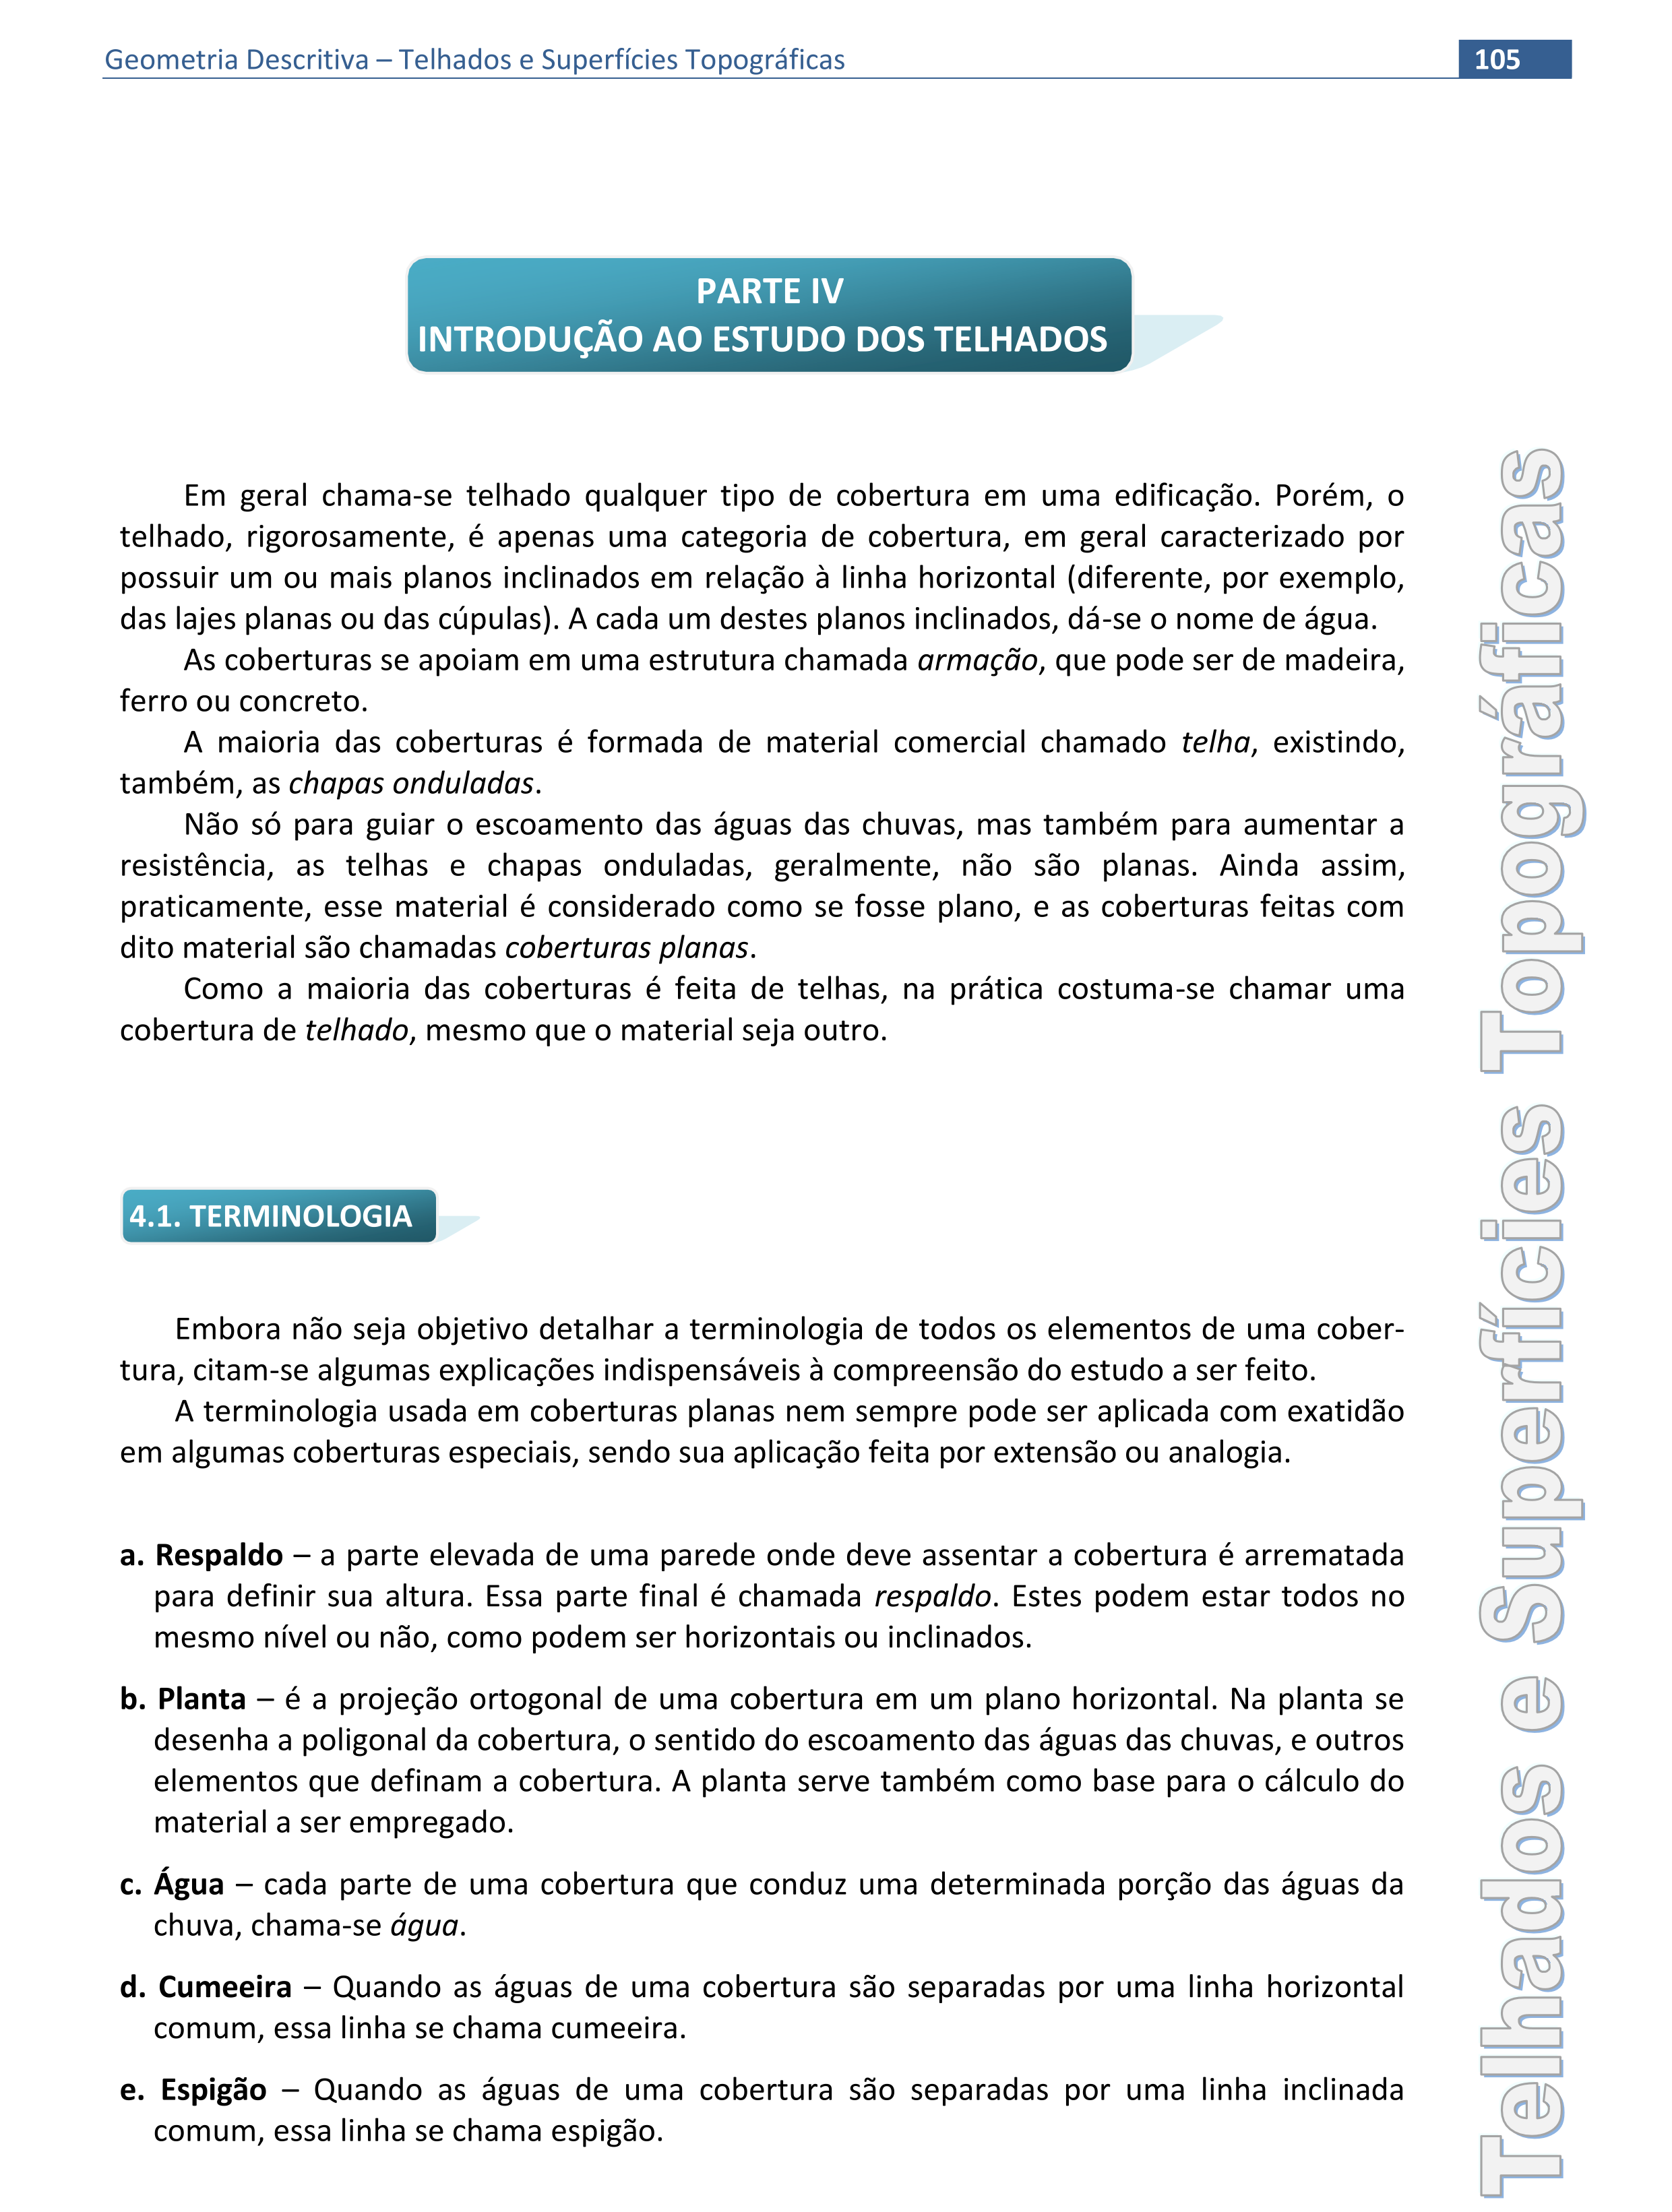 Geometria Descritiva – Telhados e Superfícies Topográficas
105
PARTE IV
INTRODUÇÃO AO ESTUDO DOS TELHADOS
Em geral chama-se telhado qualquer tipo de cobertura em uma edificação. Porém, o
telhado, rigorosamente, é apenas uma categoria de cobertura, em geral caracterizado por
possuir um ou mais planos inclinados em relação à linha horizontal (diferente, por exemplo,
das lajes planas ou das cúpulas). A cada um destes planos inclinados, dá-se o nome de água.
As coberturas se apoiam em uma estrutura chamada armação, que pode ser de madeira,
ferro ou concreto.
A maioria das coberturas é formada de material comercial chamado telha, existindo,
também, as chapas onduladas.
Não só para guiar o escoamento das águas das chuvas, mas também para aumentar a
resistência, as telhas e chapas onduladas, geralmente, não são planas. Ainda assim,
praticamente, esse material é considerado como se fosse plano, e as coberturas feitas com
dito material são chamadas coberturas planas.
Como a maioria das coberturas é feita de telhas, na prática costuma-se chamar uma
cobertura de telhado, mesmo que o material seja outro.
4.1. TERMINOLOGIA
Embora não seja objetivo detalhar a terminologia de todos os elementos de uma cober-
tura, citam-se algumas explicações indispensáveis à compreensão do estudo a ser feito.
A terminologia usada em coberturas planas nem sempre pode ser aplicada com exatidão
em algumas coberturas especiais, sendo sua aplicação feita por extensão ou analogia.
a. Respaldo – a parte elevada de uma parede onde deve assentar a cobertura é arrematada
para definir sua altura. Essa parte final é chamada respaldo. Estes podem estar todos no
mesmo nível ou não, como podem ser horizontais ou inclinados.
b. Planta – é a projeção ortogonal de uma cobertura em um plano horizontal. Na planta se
desenha a poligonal da cobertura, o sentido do escoamento das águas das chuvas, e outros
elementos que definam a cobertura. A planta serve também como base para o cálculo do
material a ser empregado.
c. Água – cada parte de uma cobertura que conduz uma determinada porção das águas da
chuva, chama-se água.
d. Cumeeira – Quando as águas de uma cobertura são separadas por uma linha horizontal
comum, essa linha se chama cumeeira.
e. Espigão – Quando as águas de uma cobertura são separadas por uma linha inclinada
comum, essa linha se chama espigão.
Telhados e Superfícies Topográficas